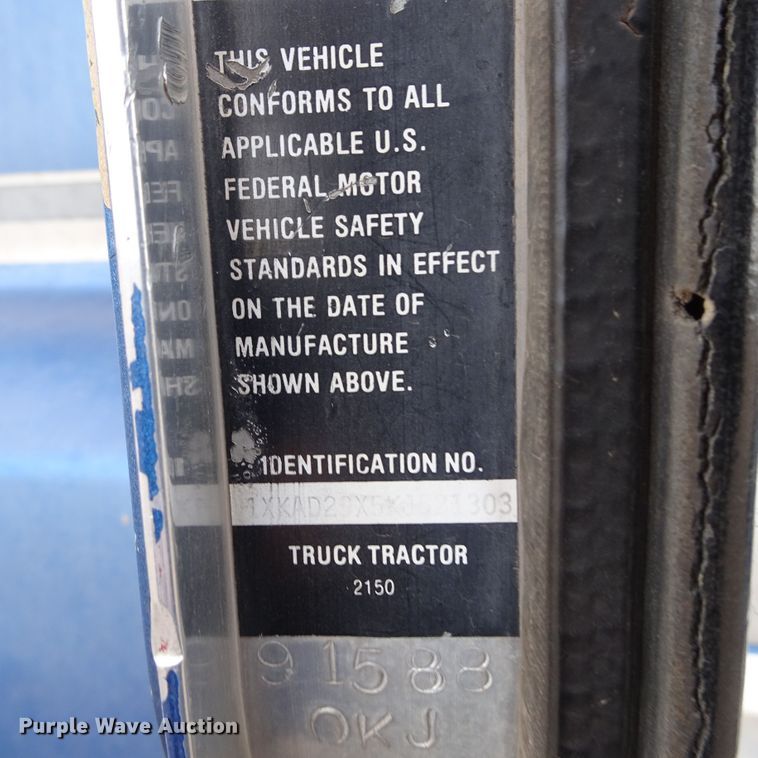 THIS VEHICLE
CONFORMS TO ALL
APPLICABLE U.S.
FEDERAL MOTOR
VEHICLE SAFETY
STANDARDS IN EFFECT
ON THE DATE OF
MANUFACTURE
SHOWN ABOVE.
IDENTIFICATION NO.
TRUCK TRACTOR
2150
91588
OKJ
Purple Wave Auction